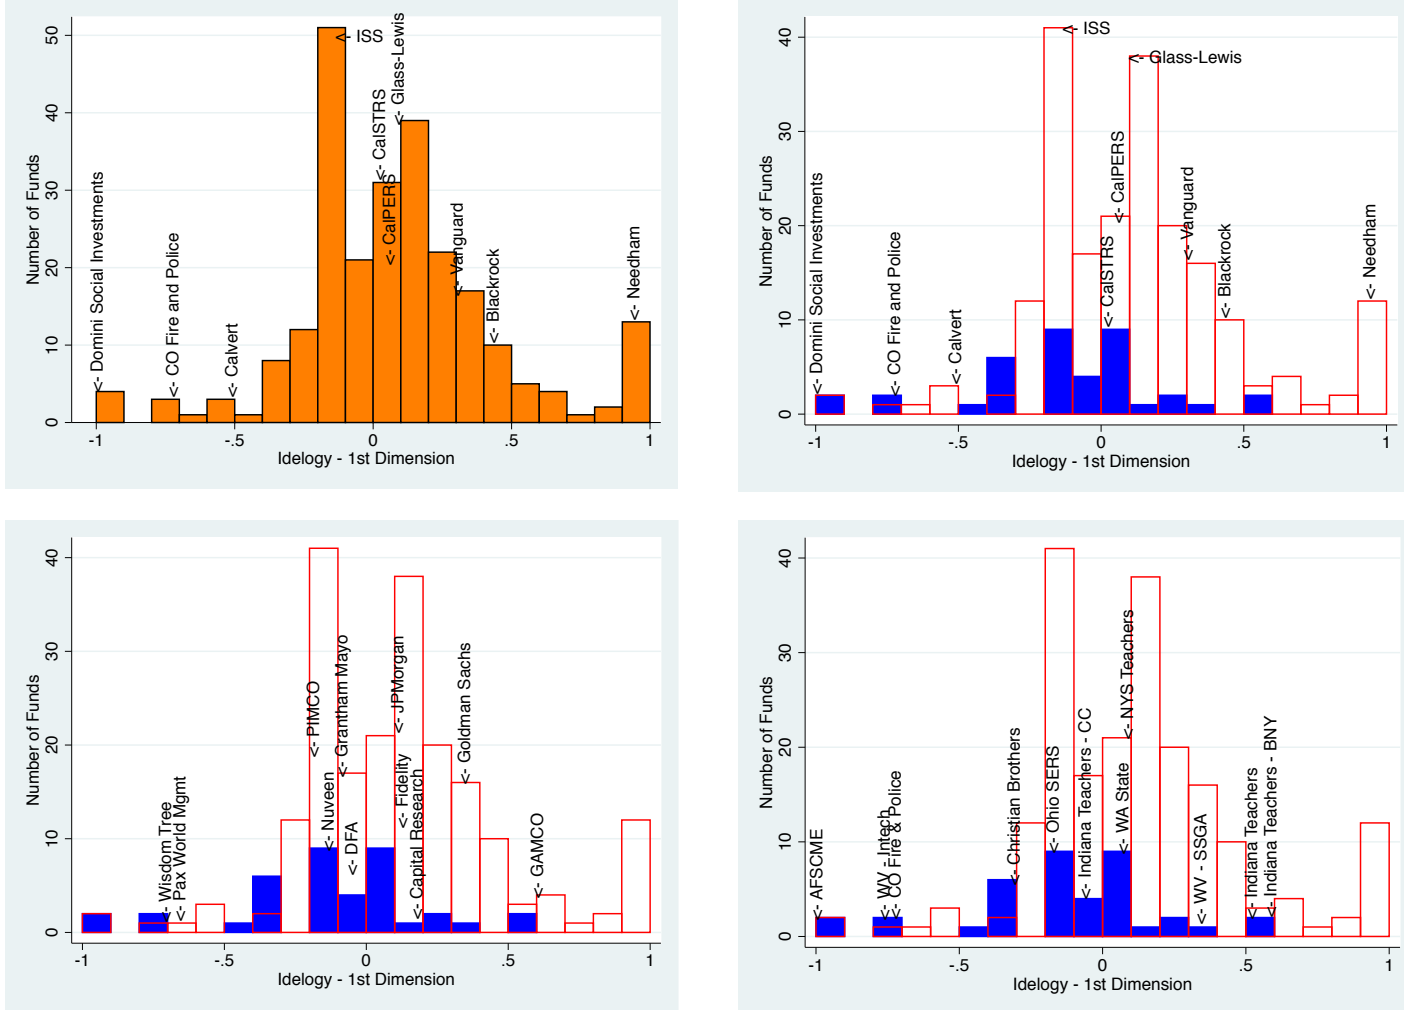 Number of Funds
50
40
30
20
10
0
<- Domini Social Investments
<- CO Fire and Police
<- Calvert
<- ISS
<- CalSTRS
<- CalPERS
<- Glass-Lewis
<- Vanguard
<- Blackrock
<- Needham
-1
-.5
0
.5
1
Idelogy - 1st Dimension
Number of Funds
40
30
20
10
0
<- Domini Social Investments
<- CO Fire and Police
<- Calvert
<- ISS
<- CalSTRS
<- CalPERS
<- Glass-Lewis
<- Vanguard
<- Blackrock
<- Needham
-1
-.5
0
.5
1
Idelogy - 1st Dimension
Number of Funds
40
30
20
10
0
<- Wisdom Tree
<- Pax World Mgmt
<- PIMCO
<- Nuveen
<- Grantham Mayo
<- DFA
<- JPMorgan
<- Fidelity
<- Capital Research
<- Goldman Sachs
<- GAMCO
-1
-.5
0
.5
1
Idelogy - 1st Dimension
Number of Funds
40
30
20
10
0
<- AFSCME
<- WV - Intech
<- CO Fire & Police
<- Christian Brothers
<- Ohio SERS
<- Indiana Teachers - CC
<- WA State
<- NYS Teachers
<- WV - SSGA
<- Indiana Teachers
<- Indiana Teachers - BNY
-1
-.5
0
.5
1
Idelogy - 1st Dimension